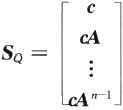 S_Q = [
c
cA
⋮
cA^{n-1}
]